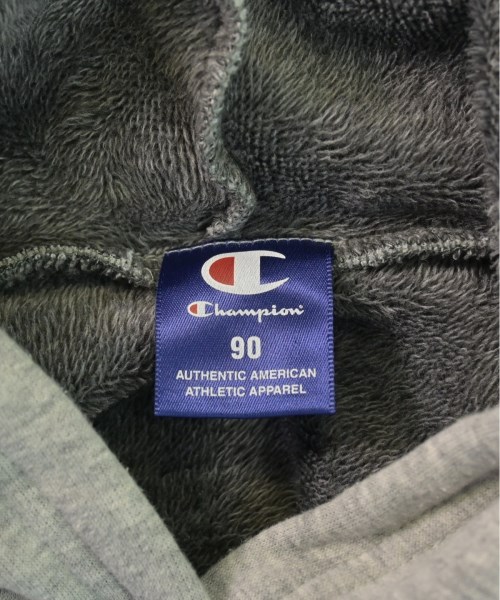 Champion
90
AUTHENTIC AMERICAN
ATHLETIC APPAREL